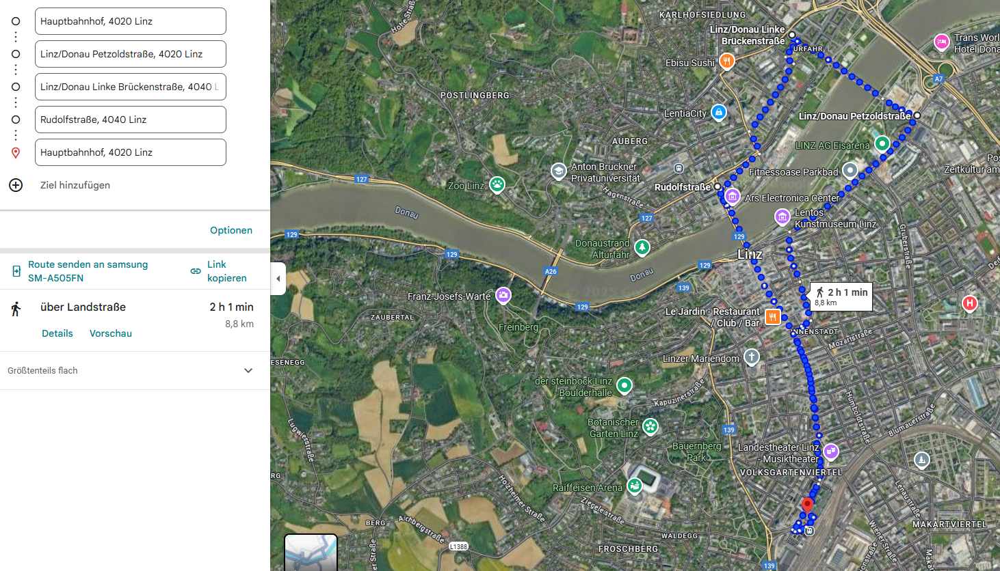 Hauptbahnhof, 4020 Linz
Linz/Donau Petzoldstraße, 4020 Linz
Linz/Donau Linke Brückenstraße, 4040 L
Rudolfstraße, 4040 Linz
Hauptbahnhof, 4020 Linz
Ziel hinzufügen
Optionen
Route senden an samsung
SM-A505FN
Link
kopieren
über Landstraße
2 h 1 min
8,8 km
Details
Vorschau
Größtenteils flach
KARLHOFSIEDLUNG
Hohe Straß
Linz/Donau Linke
Brückenstraße
URFAHR
Trans Worl
Hotel Dona
Ebisu Sushi
A7
PÖSTLINGBERG
LentiaCity
Linz/Donau Petzoldstraße
AUBERG
LINZ AG Eisarena
Anton Bruckner
Privatuniversität
Fitnessoase Parkbad
Pos
Zeitkultur am
127
Zoo Linz
Rudolfstraße
Hagenstraße
Ars Electronica Center
Donau
127
Lentos
Kunstmuseum Linz
129
129
Donaustrand
Alturfahr
Gruberstraße
129
Linz
129
A26
Donau
139
2 h 1 min
8,8 km
Franz-Josefs-Warte
129
Le Jardin - Restaurant
/ Club / Bar
H
ZAUBERTAL
Freinberg
INNENSTADT
Mozartstraße
ESENEGG
Linzer Mariendom
der steinbock Linz
- Boulderhalle
Kapuzinerstraße
Humboldtstraße
Blumauerstraße
Botanischer
Garten Linz
139
Lugwiesstraße
Bauernberg
Park
Landestheater Linz
- Musiktheater
RG
VOLKSGARTENVIERTEL
Raiffeisen Arena
Holzheimer Straße
Ziegeleistraße
Lenaustraße
BERG
Aichbergstraße
WALDEGG
MAKARTVIERTEL
Wiener Straße
L1388
FROSCHBERG
er Straße
139